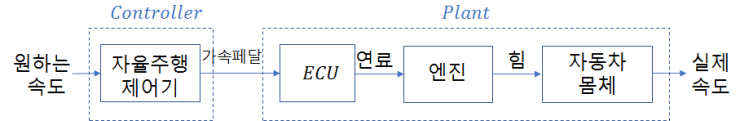 Controller
Plant
원하는
속도
자율주행
제어기
가속페달
ECU
연료
엔진
힘
자동차
몸체
실제
속도